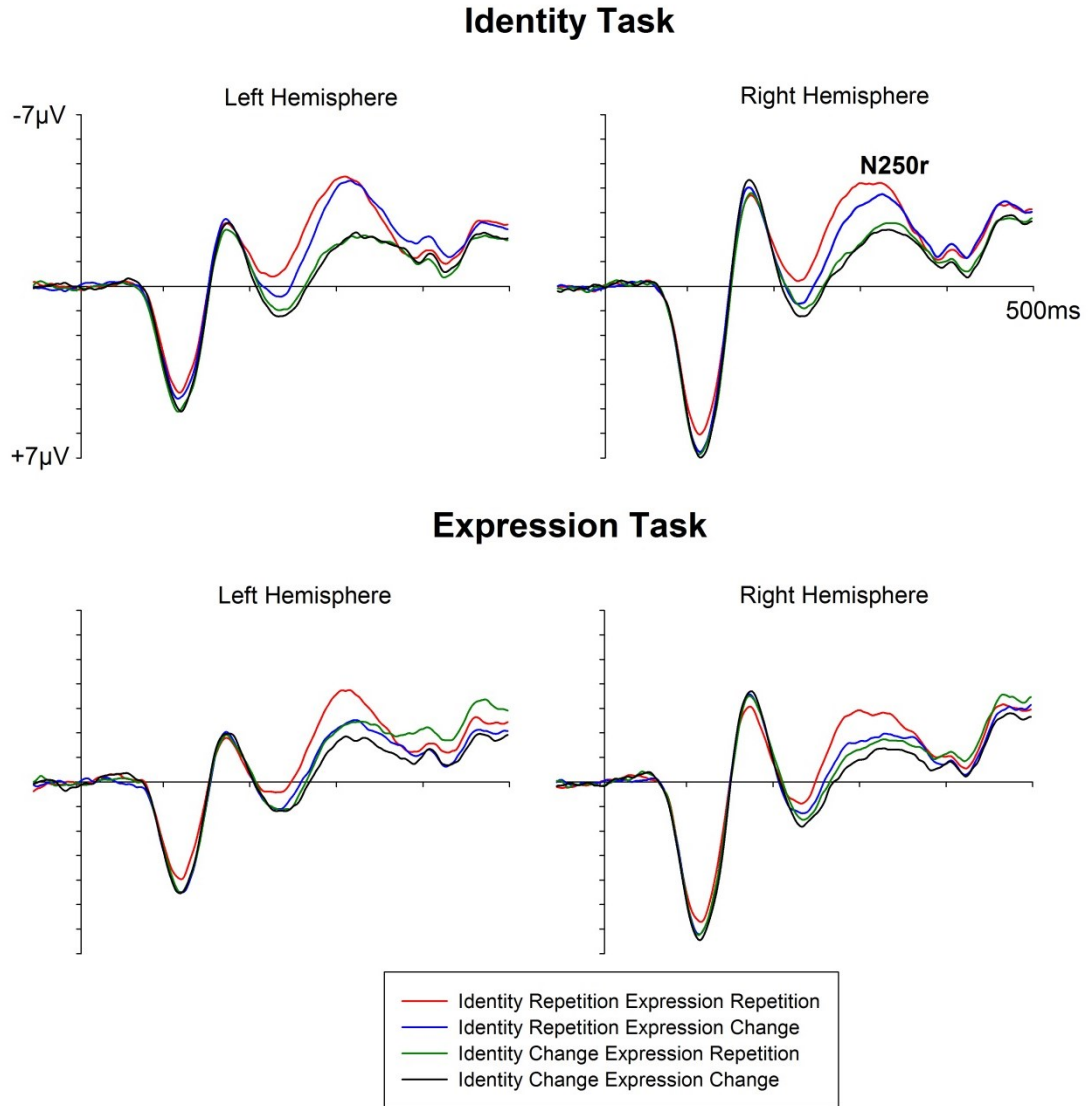 Identity Task
Left Hemisphere
Right Hemisphere
-7µV
N250r
500ms
+7µV
Expression Task
Left Hemisphere
Right Hemisphere
Identity Repetition Expression Repetition
Identity Repetition Expression Change
Identity Change Expression Repetition
Identity Change Expression Change